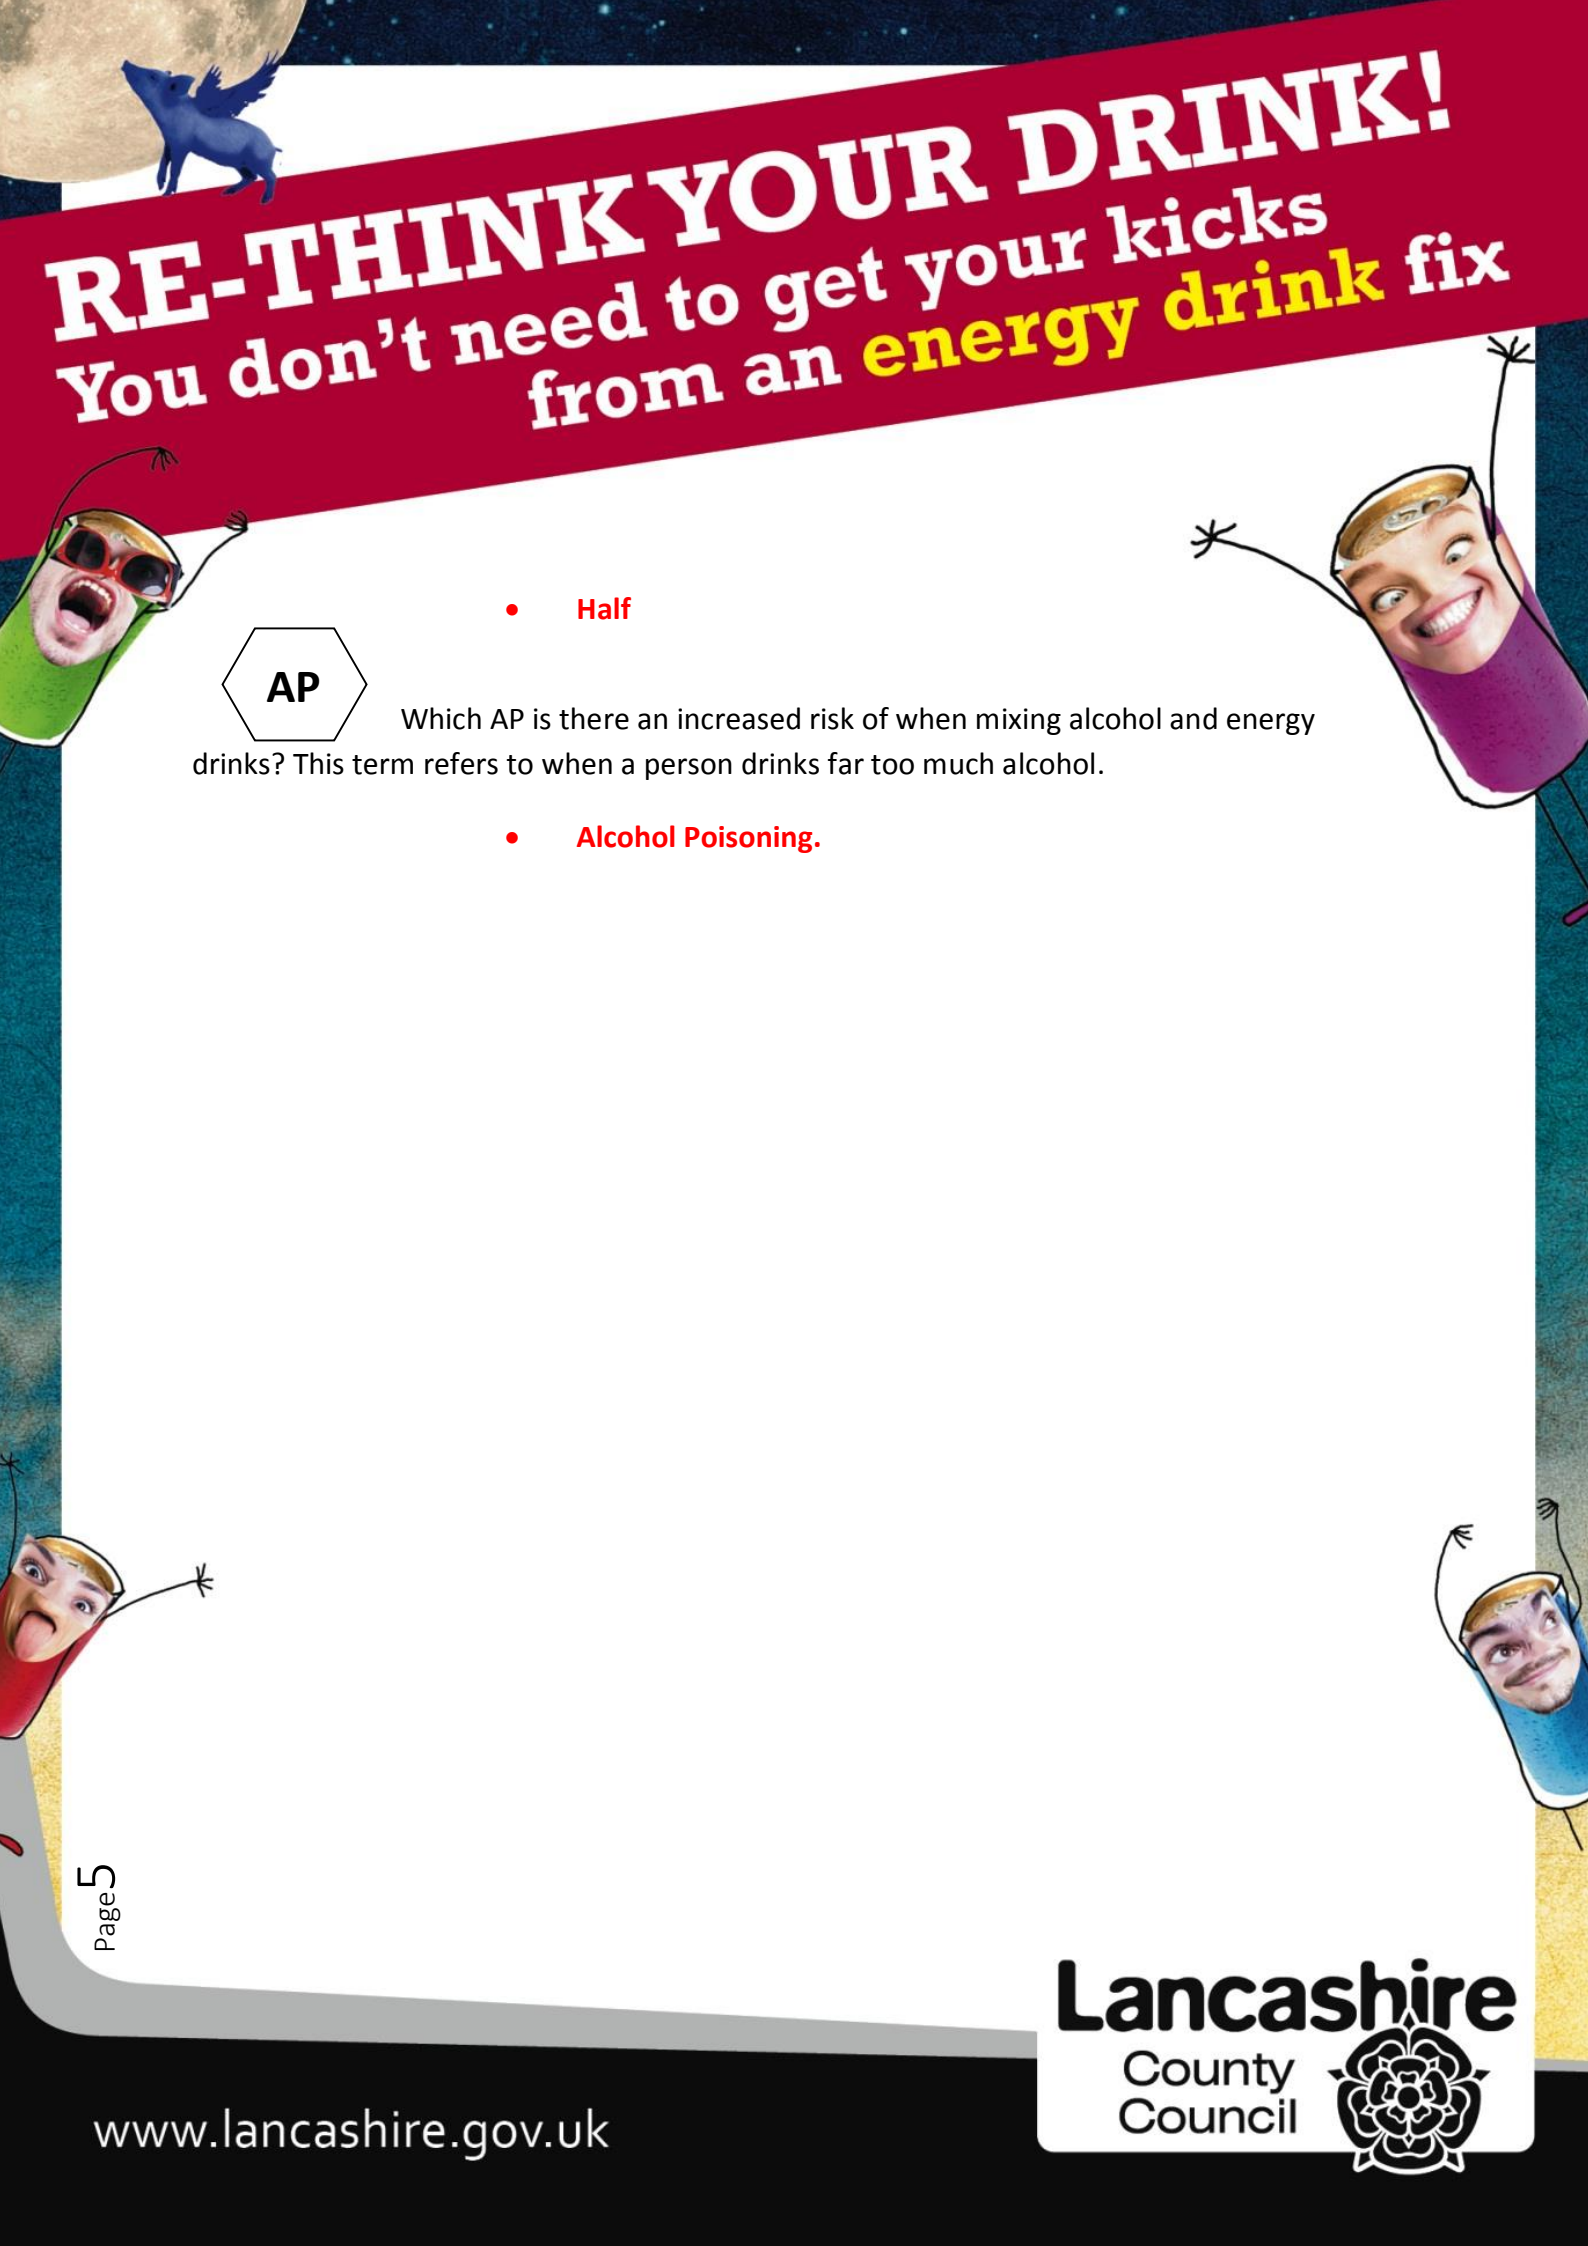 RE-THINK YOUR DRINK!
You don't need to get your kicks
from an energy drink fix
• Half
AP
Which AP is there an increased risk of when mixing alcohol and energy
drinks? This term refers to when a person drinks far too much alcohol.
• Alcohol Poisoning.
Page5
Lancashire
County
Council
www.lancashire.gov.uk